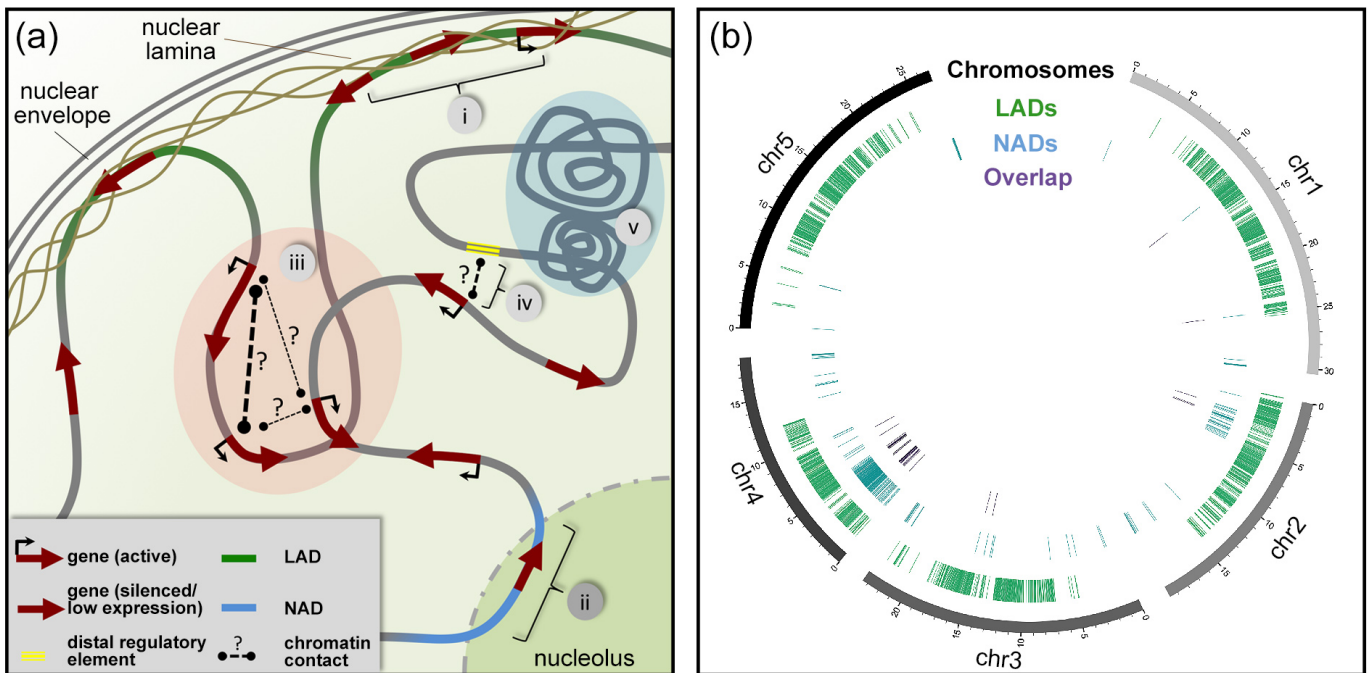 (a)
nuclear
lamina
nuclear
envelope
i
v
iii
?
iv
?
?
?
ii
nucleolus
gene (active)
LAD
gene (silenced/
low expression)
NAD
distal regulatory
element
?
chromatin
contact
(b)
Chromosomes
LADs
NADs
Overlap
chr1
0
5
10
15
20
25
30
chr2
0
5
10
15
chr3
0
5
10
15
20
chr4
0
5
10
15
chr5
0
5
10
15
20
25